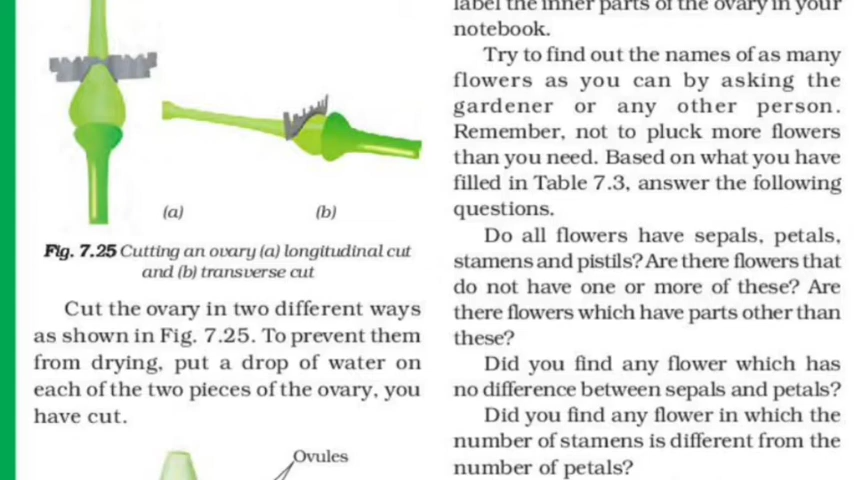 (a)
(b)
Fig. 7.25 Cutting an ovary (a) longitudinal cut
and (b) transverse cut
Cut the ovary in two different ways
as shown in Fig. 7.25. To prevent them
from drying, put a drop of water on
each of the two pieces of the ovary, you
have cut.
Ovules
label the inner parts of the ovary in your
notebook.
Try to find out the names of as many
flowers as you can by asking the
gardener or any other person.
Remember, not to pluck more flowers
than you need. Based on what you have
filled in Table 7.3, answer the following
questions.
Do all flowers have sepals, petals,
stamens and pistils? Are there flowers that
do not have one or more of these? Are
there flowers which have parts other than
these?
Did you find any flower which has
no difference between sepals and petals?
Did you find any flower in which the
number of stamens is different from the
number of petals?